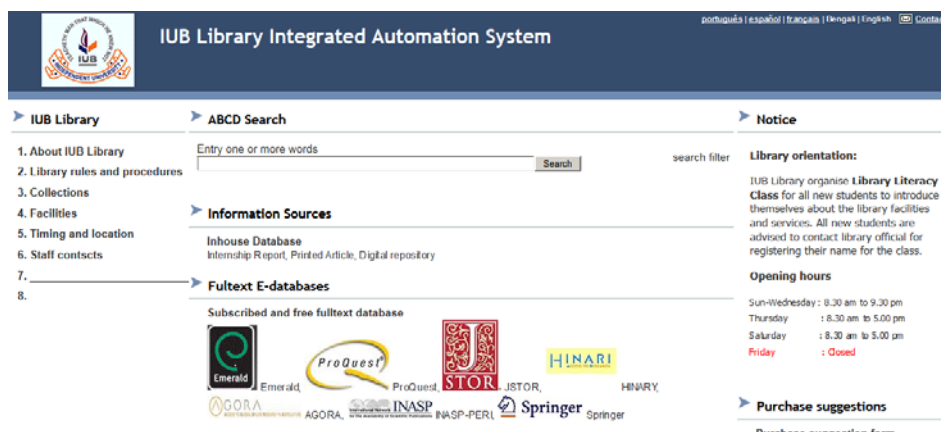 português | español | français | Bengali | English Contac
IUB Library Integrated Automation System
IUB
INDEPENDENT UNIVERSITY
IUB Library
1. About IUB Library
2. Library rules and procedures
3. Collections
4. Facilities
5. Timing and location
6. Staff contscts
7.
8.
ABCD Search
Entry one or more words
Search
search filter
Information Sources
Inhouse Database
Internship Report, Printed Article, Digital repository
Fultext E-databases
Subscribed and free fulltext database
Emerald
Emerald,
ProQuest
ProQuest,
JSTOR
JSTOR,
HINARI
HINARY,
AGORA
AGORA,
INASP
INASP-PERI,
Springer
Springer
Notice
Library orientation:
IUB Library organise Library Literacy
Class for all new students to introduce
themselves about the library facilities
and services. All new students are
advised to contact library official for
registering their name for the class.
Opening hours
Sun-Wednesday : 8.30 am to 9.30 pm
Thursday : 8.30 am to 5.00 pm
Saturday : 8.30 am to 5.00 pm
Friday : Closed
Purchase suggestions